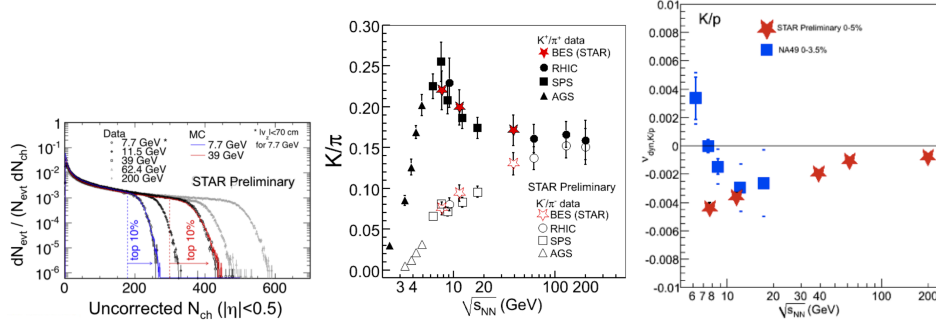 dN_evt / (N_evt dN_ch)
10^-1
10^-2
10^-3
10^-4
10^-5
10^-6
1
Data
7.7 GeV *
11.5 GeV
39 GeV
62.4 GeV
200 GeV
MC
7.7 GeV
39 GeV
* |v_z|<70 cm
for 7.7 GeV
STAR Preliminary
top 10%
top 10%
0 200 400 600
Uncorrected N_ch (|η|<0.5)
K/π
0.30
0.25
0.20
0.15
0.10
0.05
0.00
K⁺/π⁺ data
BES (STAR)
RHIC
SPS
AGS
STAR Preliminary
K⁻/π⁻ data
BES (STAR)
RHIC
SPS
AGS
3 4 10 20 100 200
√s_NN (GeV)
K/p
STAR Preliminary 0-5%
NA49 0-3.5%
ν_dyn,K/p
0.01
0.008
0.006
0.004
0.002
0
-0.002
-0.004
-0.006
-0.008
-0.01
6 7 8 10 20 30 40 100 200
√s_NN (GeV)